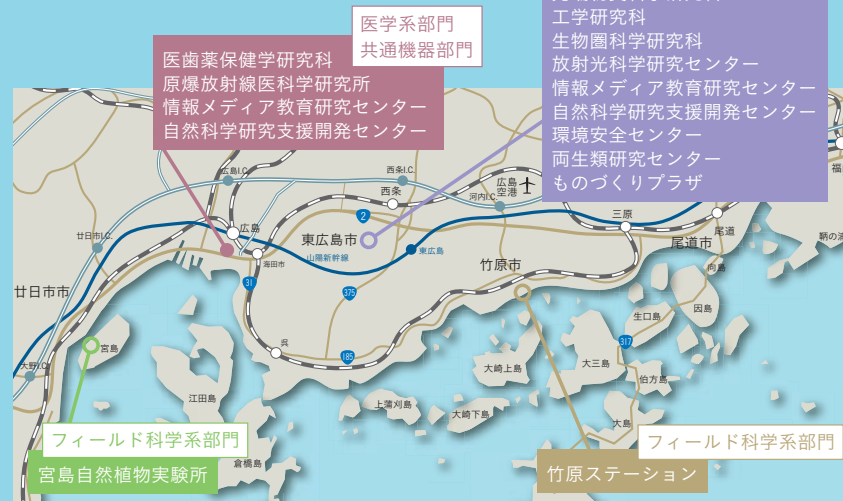 医学系部門
共通機器部門
医歯薬保健学研究科
原爆放射線医科学研究所
情報メディア教育研究センター
自然科学研究支援開発センター
工学研究科
生物圏科学研究科
放射光科学研究センター
情報メディア教育研究センター
自然科学研究支援開発センター
環境安全センター
両生類研究センター
ものづくりプラザ
広島I.C.
西条I.C.
西条
河内I.C.
広島
空港
福
2
三原
尾道
尾道市
鞆の浦
廿日市I.C.
広島
海田市
東広島市
山陽新幹線
東広島
竹原市
向島
廿日市市
31
375
因島
生口島
宮島
呉
185
317
大野I.C.
大崎上島
大三島
伯方島
江田島
上蒲刈島
大崎下島
大島
フィールド科学系部門
宮島自然植物実験所
倉橋島
フィールド科学系部門
竹原ステーション